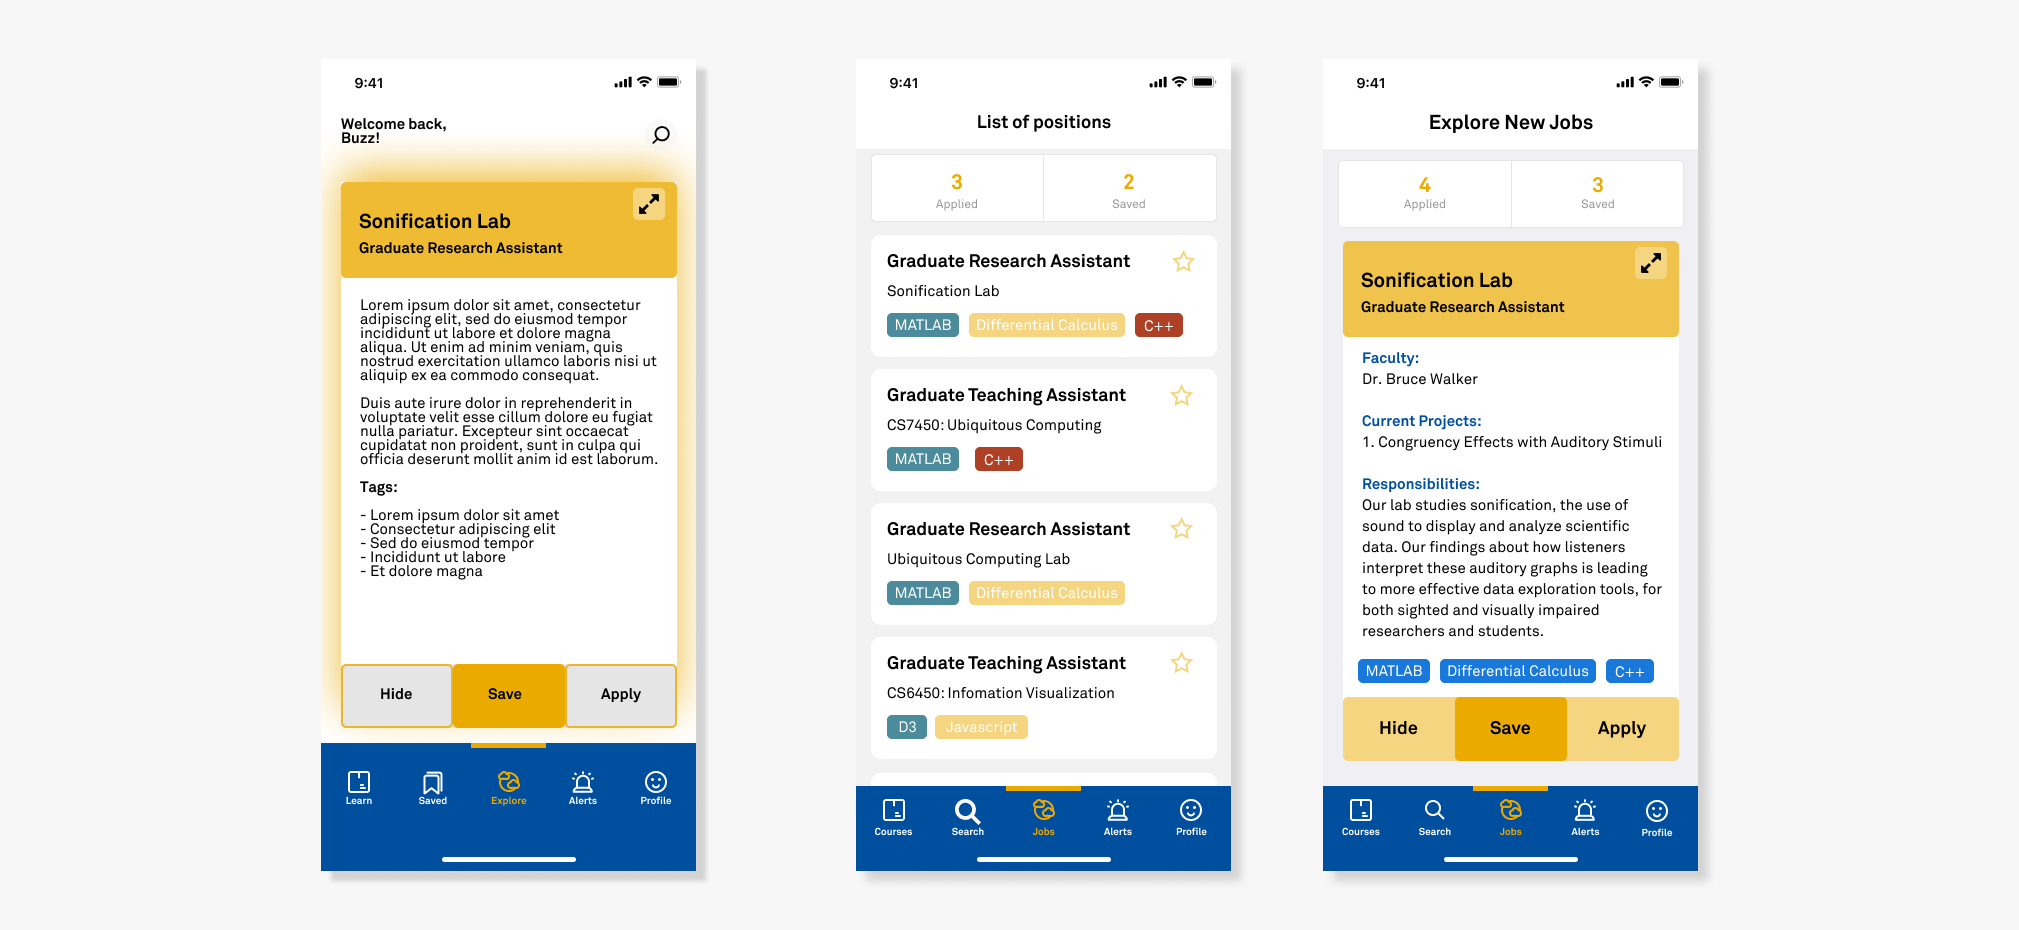 9:41
Welcome back,
Buzz!
Sonification Lab
Graduate Research Assistant
Lorem ipsum dolor sit amet, consectetur
adipiscing elit, sed do eiusmod tempor
incididunt ut labore et dolore magna
aliqua. Ut enim ad minim veniam, quis
nostrud exercitation ullamco laboris nisi ut
aliquip ex ea commodo consequat.
Duis aute irure dolor in reprehenderit in
voluptate velit esse cillum dolore eu fugiat
nulla pariatur. Excepteur sint occaecat
cupidatat non proident, sunt in culpa qui
officia deserunt mollit anim id est laborum.
Tags:
- Lorem ipsum dolor sit amet
- Consectetur adipiscing elit
- Sed do eiusmod tempor
- Incididunt ut labore
- Et dolore magna
Hide Save Apply
Learn Saved Explore Alerts Profile
9:41
List of positions
3 2
Applied Saved
Graduate Research Assistant
Sonification Lab
MATLAB Differential Calculus C++
Graduate Teaching Assistant
CS7450: Ubiquitous Computing
MATLAB C++
Graduate Research Assistant
Ubiquitous Computing Lab
MATLAB Differential Calculus
Graduate Teaching Assistant
CS6450: Infomation Visualization
D3 Javascript
Courses Search Jobs Alerts Profile
9:41
Explore New Jobs
4 3
Applied Saved
Sonification Lab
Graduate Research Assistant
Faculty:
Dr. Bruce Walker
Current Projects:
1. Congruency Effects with Auditory Stimuli
Responsibilities:
Our lab studies sonification, the use of
sound to display and analyze scientific
data. Our findings about how listeners
interpret these auditory graphs is leading
to more effective data exploration tools, for
both sighted and visually impaired
researchers and students.
MATLAB Differential Calculus C++
Hide Save Apply
Courses Search Jobs Alerts Profile